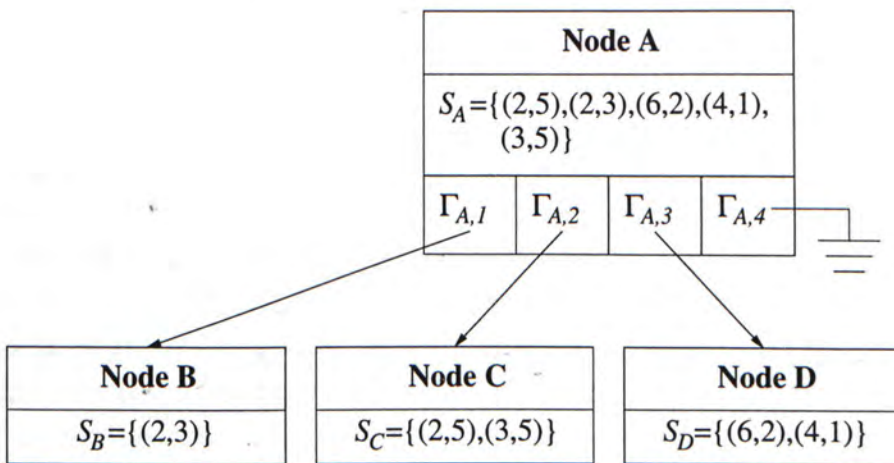 Node A
S_A={(2,5),(2,3),(6,2),(4,1),
(3,5)}
Γ_A,1 Γ_A,2 Γ_A,3 Γ_A,4
Node B Node C Node D
S_B={(2,3)} S_C={(2,5),(3,5)} S_D={(6,2),(4,1)}